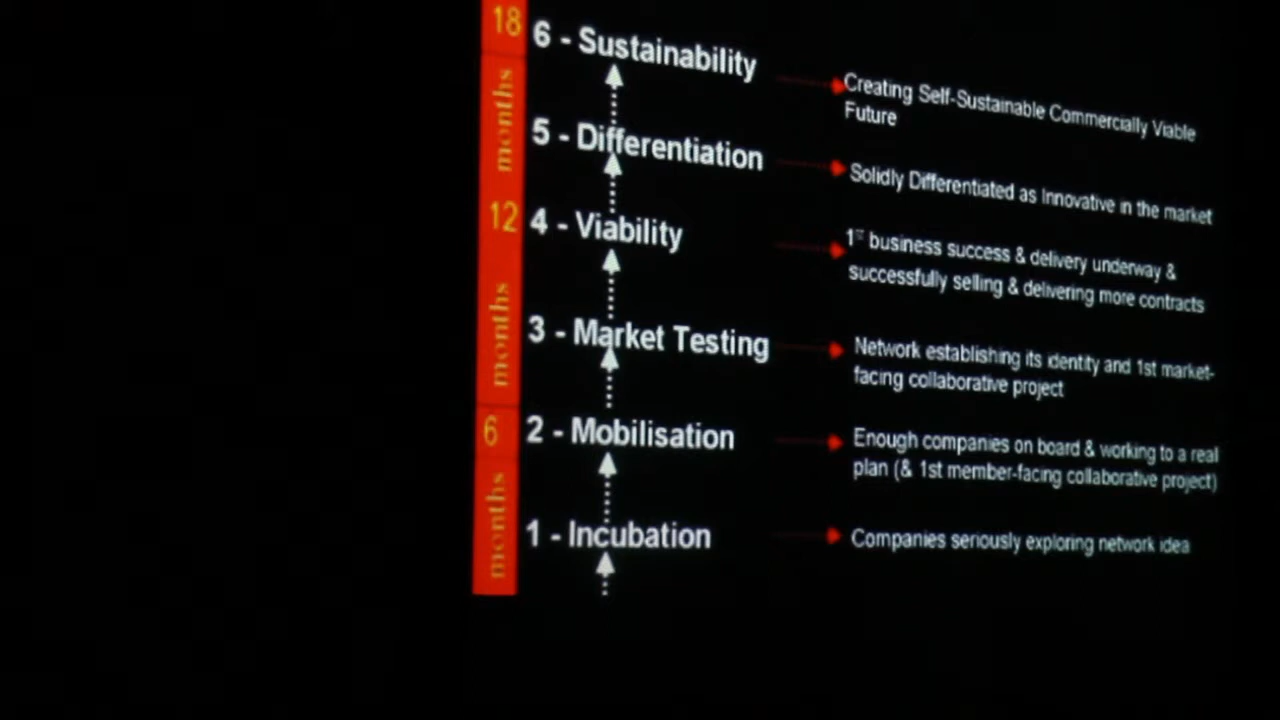 18
months
12
months
6
months
6 - Sustainability
Creating Self-Sustainable Commercially Viable
Future
5 - Differentiation
Solidly Differentiated as Innovative in the market
4 - Viability
1ST business success & delivery underway &
successfully selling & delivering more contracts
3 - Market Testing
Network establishing its identity and 1st market-
facing collaborative project
2 - Mobilisation
Enough companies on board & working to a real
plan (& 1st member-facing collaborative project)
1 - Incubation
Companies seriously exploring network idea